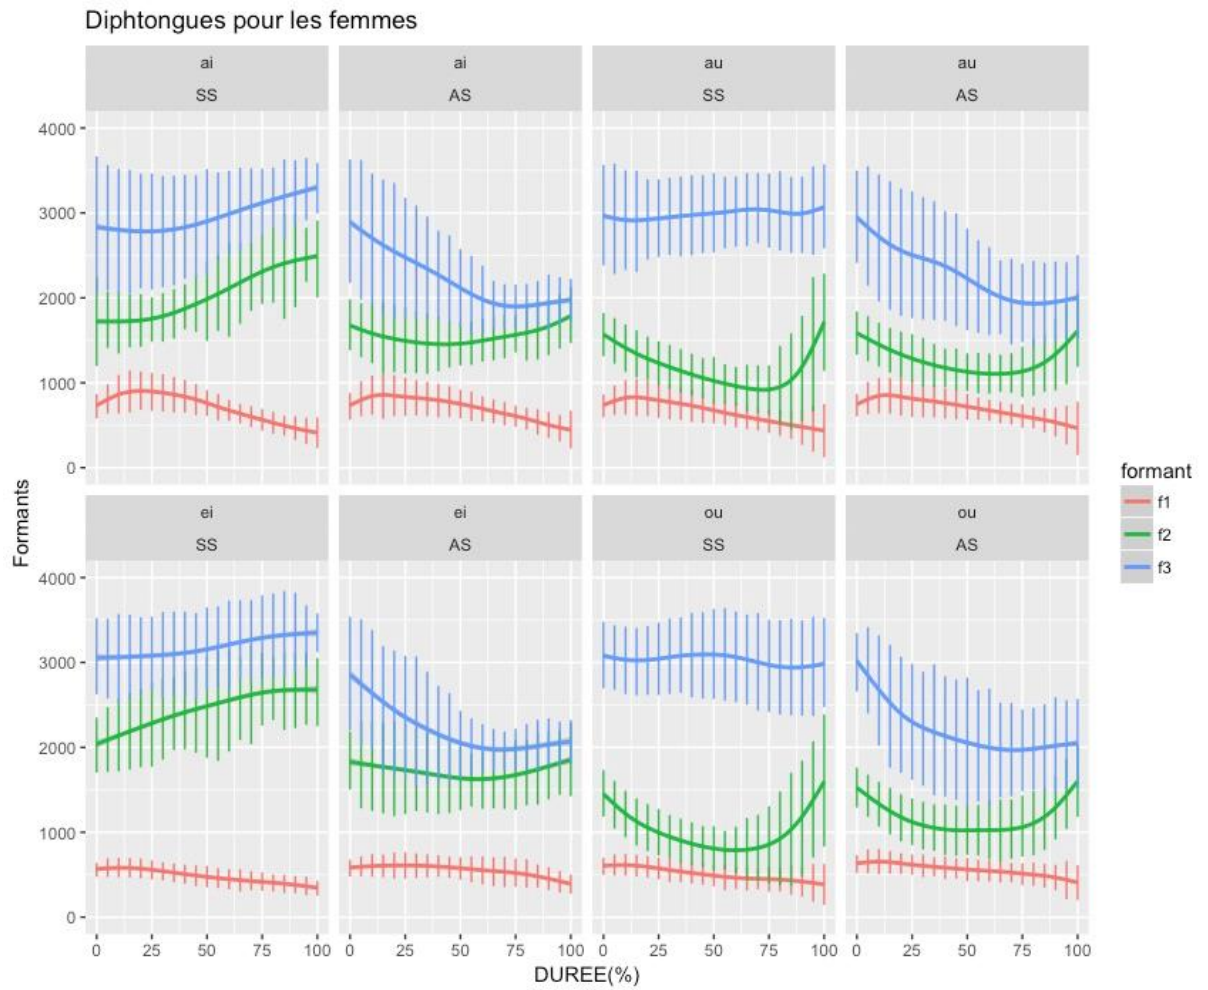 Diphtongues pour les femmes
ai ai au au
SS AS SS AS
4000
3000
2000
1000
0
Formants
ei ei ou ou
SS AS SS AS
4000
3000
2000
1000
0
0 25 50 75 100 0 25 50 75 100 0 25 50 75 100 0 25 50 75 100
DUREE(%)
formant
f1
f2
f3